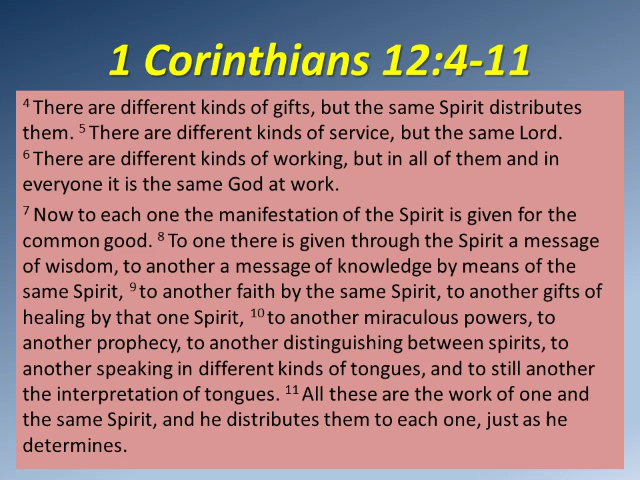 1 Corinthians 12:4-11
4 There are different kinds of gifts, but the same Spirit distributes
them. 5 There are different kinds of service, but the same Lord.
6 There are different kinds of working, but in all of them and in
everyone it is the same God at work.
7 Now to each one the manifestation of the Spirit is given for the
common good. 8 To one there is given through the Spirit a message
of wisdom, to another a message of knowledge by means of the
same Spirit, 9 to another faith by the same Spirit, to another gifts of
healing by that one Spirit, 10 to another miraculous powers, to
another prophecy, to another distinguishing between spirits, to
another speaking in different kinds of tongues, and to still another
the interpretation of tongues. 11 All these are the work of one and
the same Spirit, and he distributes them to each one, just as he
determines.